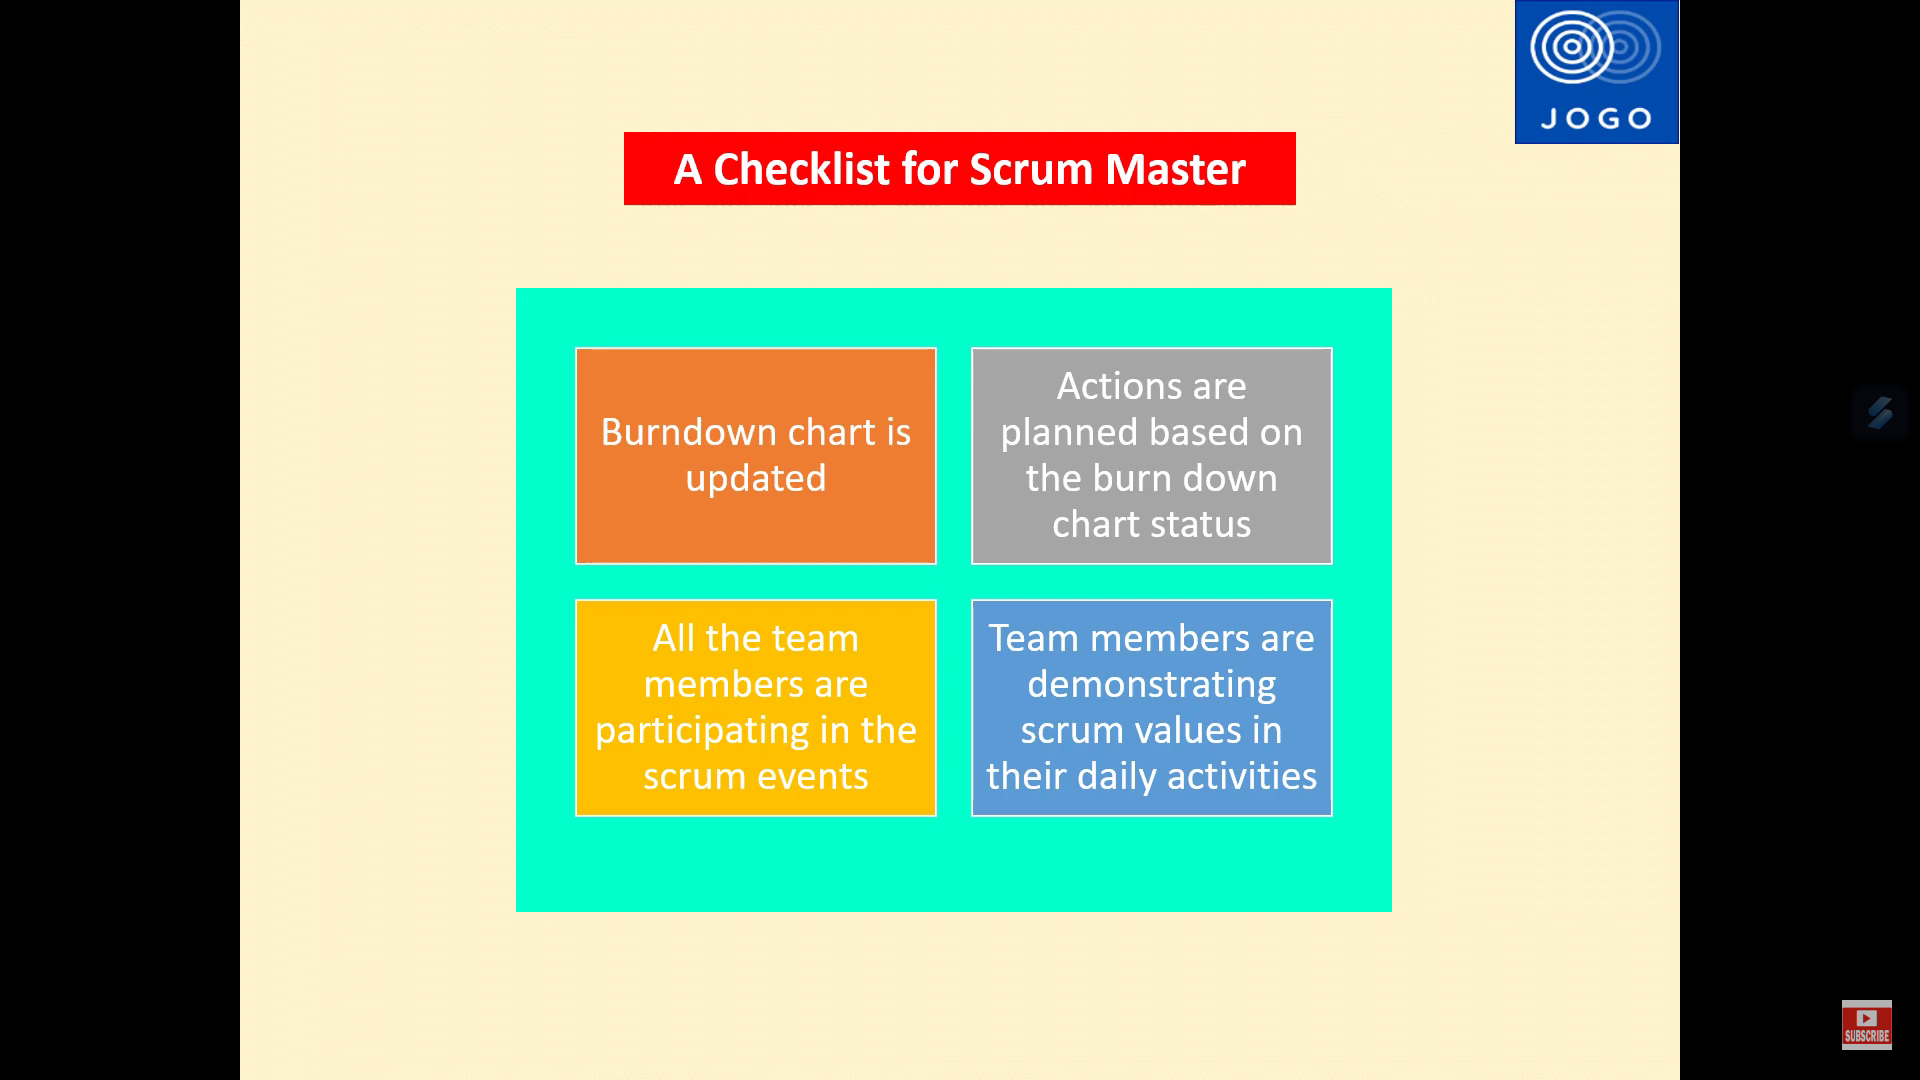 JOGO
A Checklist for Scrum Master
Burndown chart is
updated
Actions are
planned based on
the burn down
chart status
All the team
members are
participating in the
scrum events
Team members are
demonstrating
scrum values in
their daily activities
SUBSCRIBE